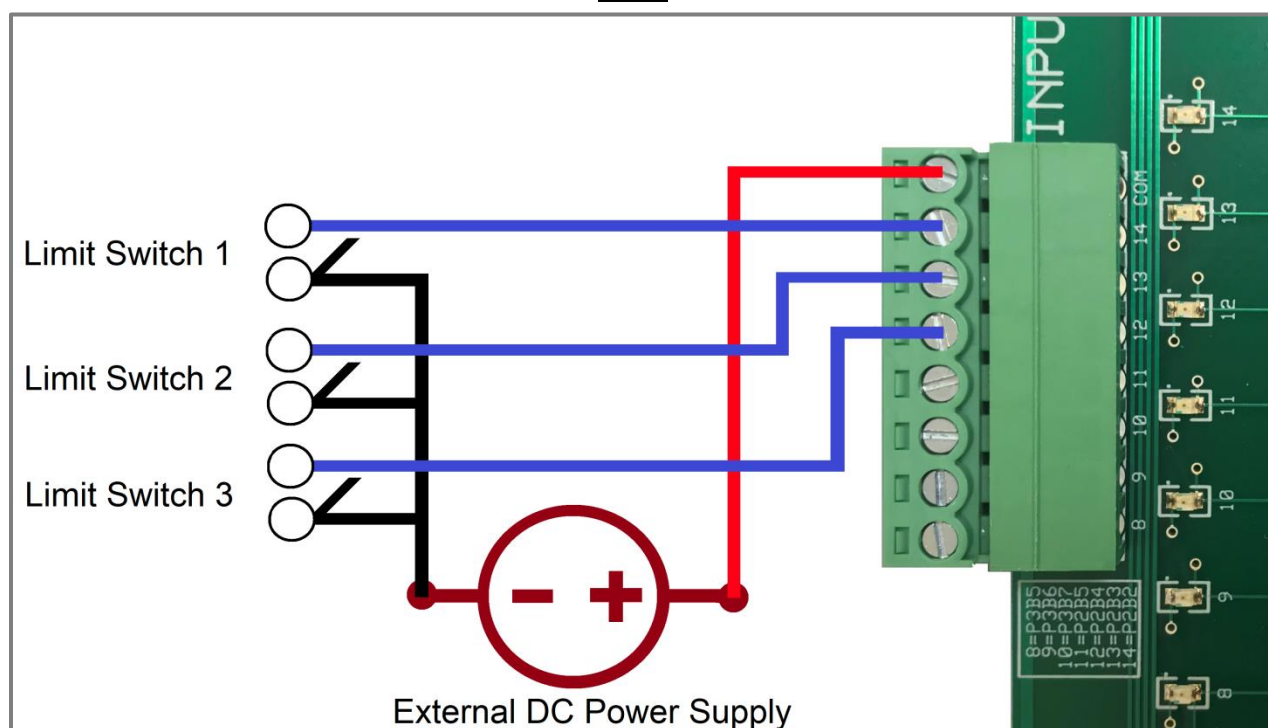 INPU
14
COM
13
14
Limit Switch 1
13
12
12
Limit Switch 2
11
11
10
Limit Switch 3
9
10
8
9
8=P3B5
9=P3B6
10=P3B7
11=P2B5
12=P2B4
13=P2B3
14=P2B2
- +
8
External DC Power Supply